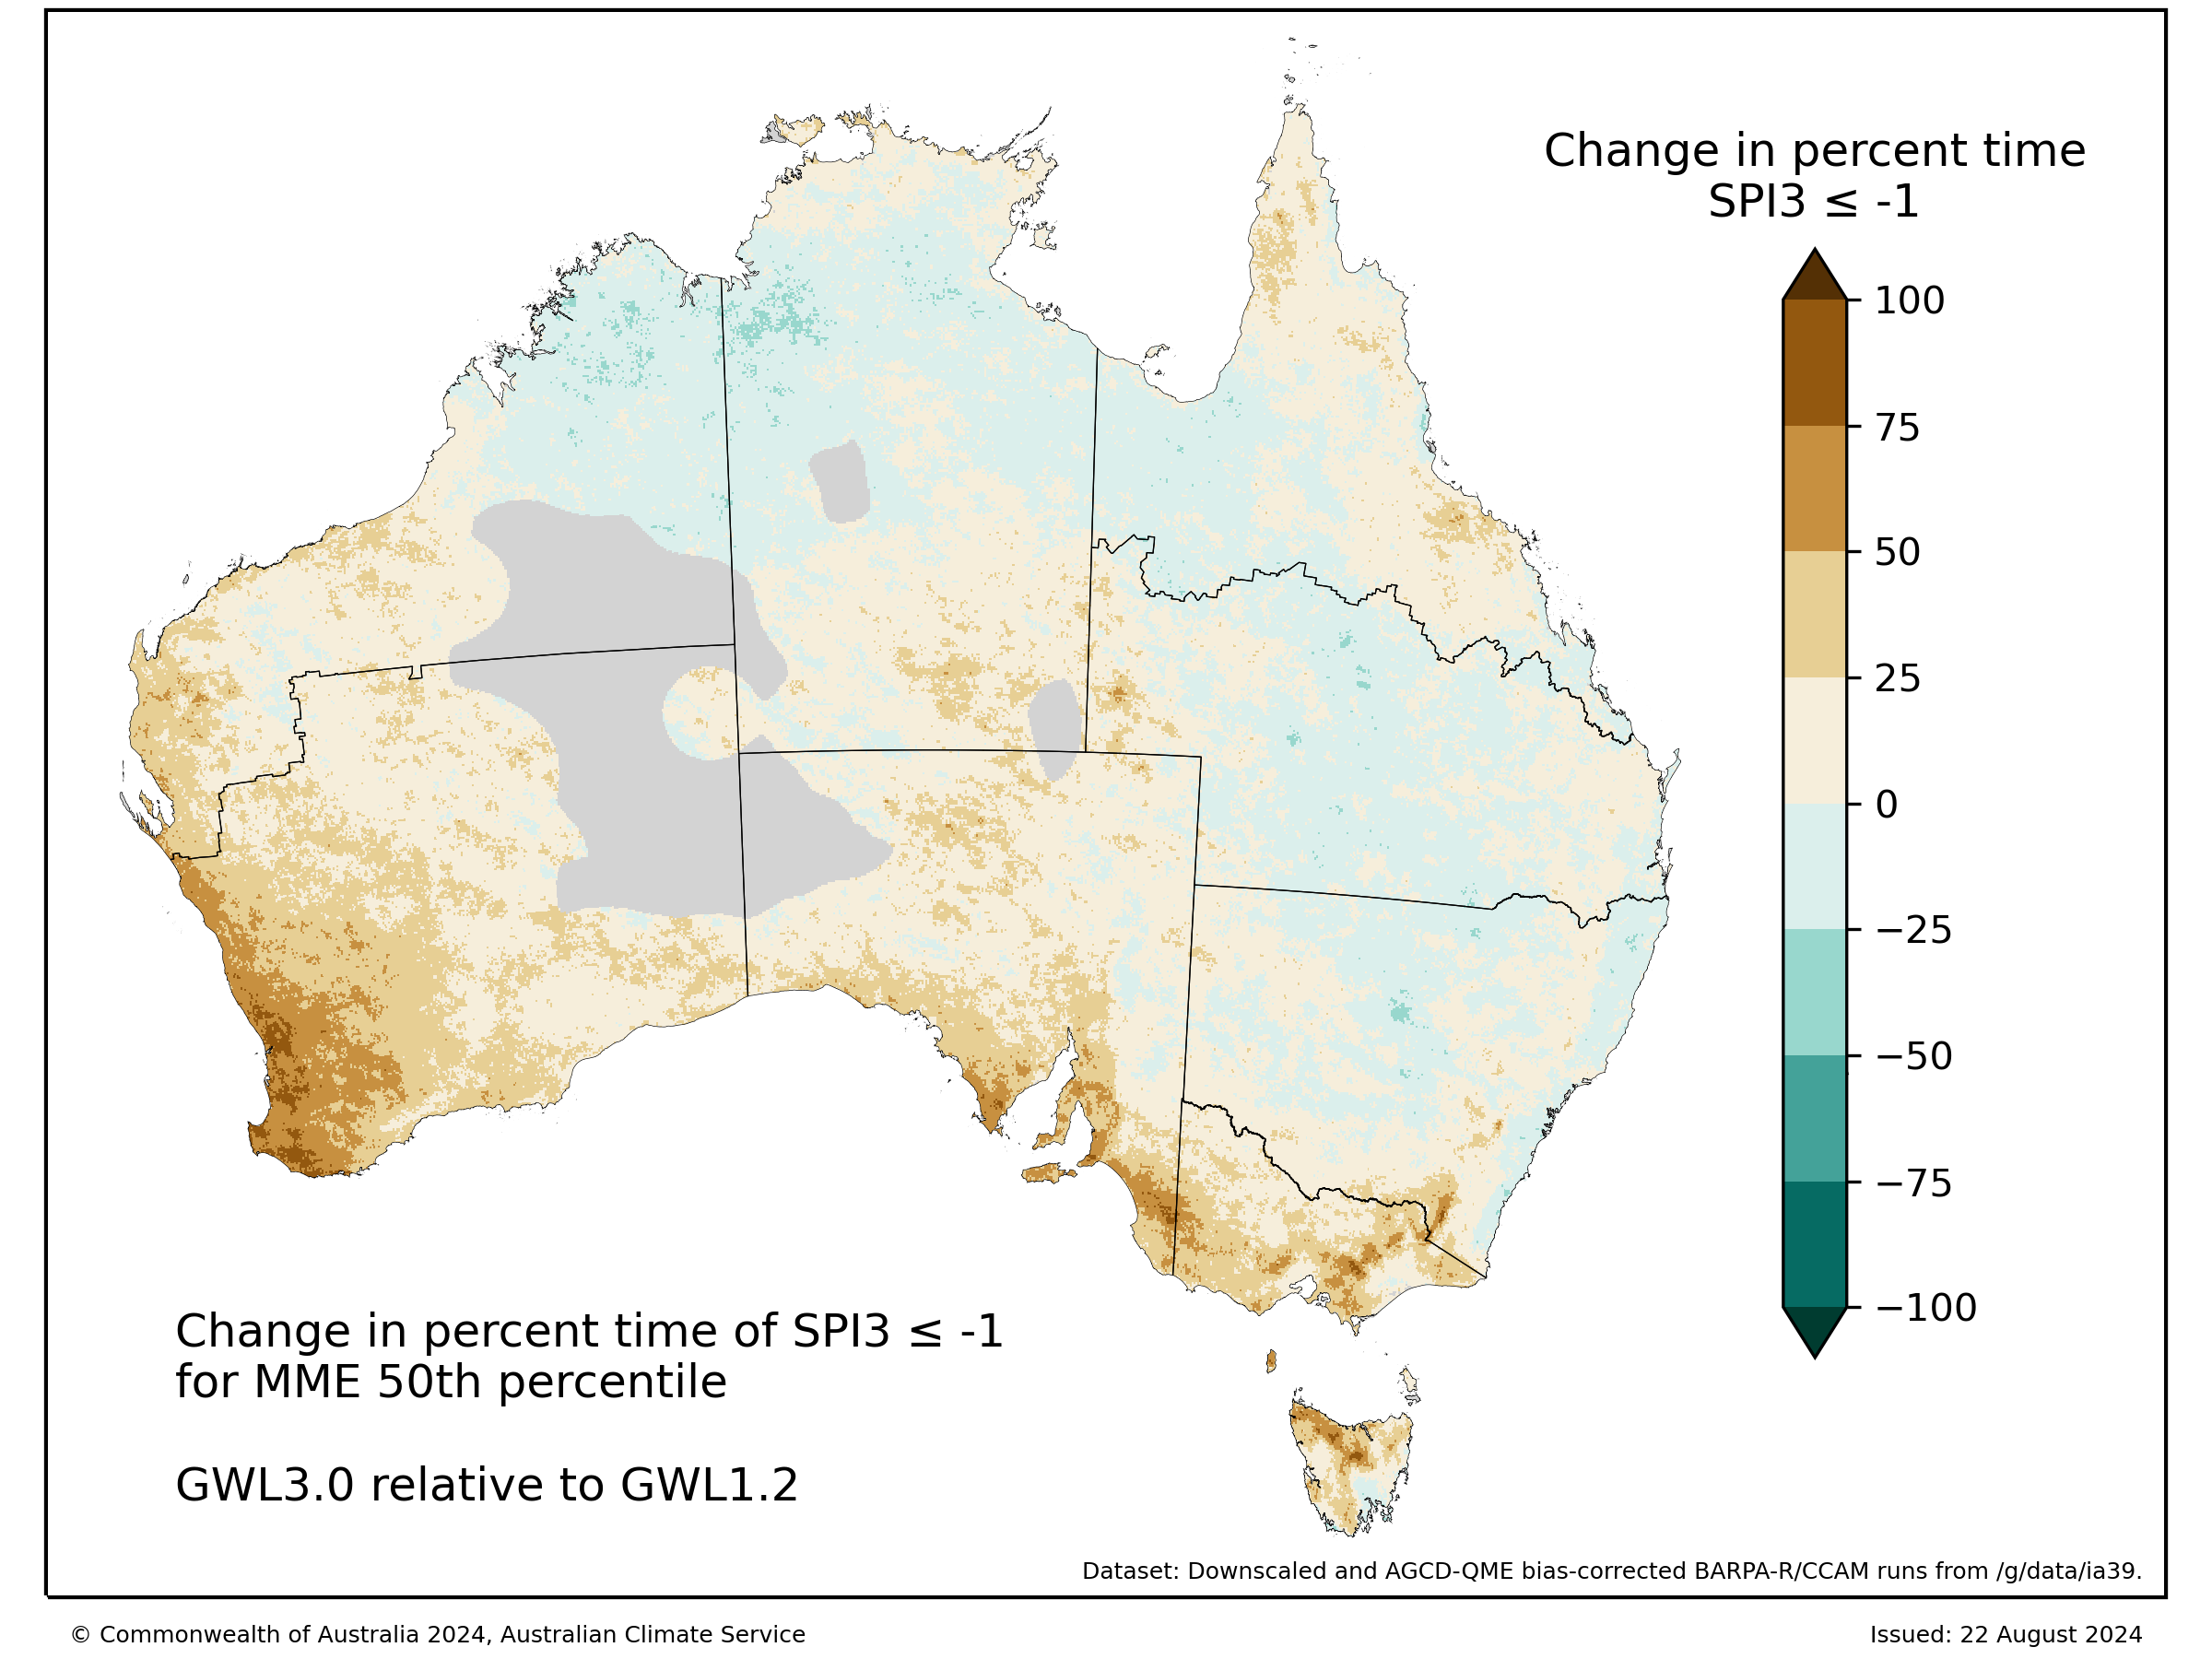 Change in percent time
SPI3 ≤ -1
100
75
50
25
0
−25
−50
−75
−100
Change in percent time of SPI3 ≤ -1
for MME 50th percentile
GWL3.0 relative to GWL1.2
Dataset: Downscaled and AGCD-QME bias-corrected BARPA-R/CCAM runs from /g/data/ia39.
© Commonwealth of Australia 2024, Australian Climate Service
Issued: 22 August 2024